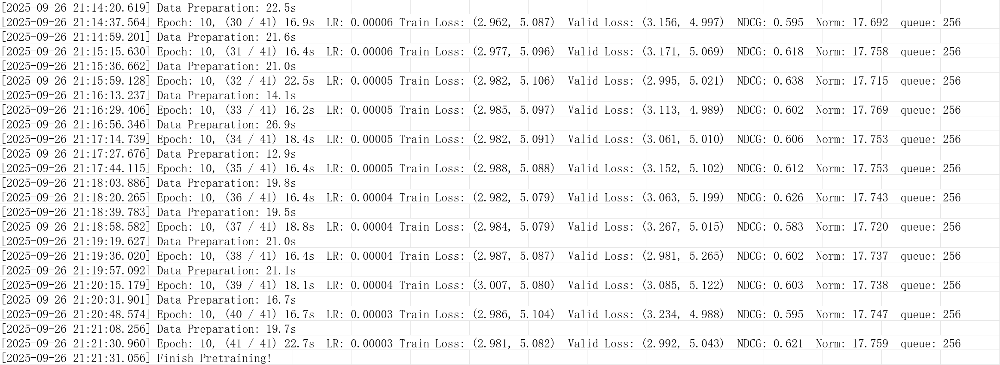 [2025-09-26 21:14:20.619] Data Preparation: 22.5s
[2025-09-26 21:14:37.564] Epoch: 10, (30 / 41) 16.9s  LR: 0.00006 Train Loss: (2.962, 5.087)  Valid Loss: (3.156, 4.997)  NDCG: 0.595  Norm: 17.692  queue: 256
[2025-09-26 21:14:59.201] Data Preparation: 21.6s
[2025-09-26 21:15:15.630] Epoch: 10, (31 / 41) 16.4s  LR: 0.00006 Train Loss: (2.977, 5.096)  Valid Loss: (3.171, 5.069)  NDCG: 0.618  Norm: 17.758  queue: 256
[2025-09-26 21:15:36.662] Data Preparation: 21.0s
[2025-09-26 21:15:59.128] Epoch: 10, (32 / 41) 22.5s  LR: 0.00005 Train Loss: (2.982, 5.106)  Valid Loss: (2.995, 5.021)  NDCG: 0.638  Norm: 17.715  queue: 256
[2025-09-26 21:16:13.237] Data Preparation: 14.1s
[2025-09-26 21:16:29.406] Epoch: 10, (33 / 41) 16.2s  LR: 0.00005 Train Loss: (2.985, 5.097)  Valid Loss: (3.113, 4.989)  NDCG: 0.602  Norm: 17.769  queue: 256
[2025-09-26 21:16:56.346] Data Preparation: 26.9s
[2025-09-26 21:17:14.739] Epoch: 10, (34 / 41) 18.4s  LR: 0.00005 Train Loss: (2.982, 5.091)  Valid Loss: (3.061, 5.010)  NDCG: 0.606  Norm: 17.753  queue: 256
[2025-09-26 21:17:27.676] Data Preparation: 12.9s
[2025-09-26 21:17:44.115] Epoch: 10, (35 / 41) 16.4s  LR: 0.00005 Train Loss: (2.988, 5.088)  Valid Loss: (3.152, 5.102)  NDCG: 0.612  Norm: 17.753  queue: 256
[2025-09-26 21:18:03.886] Data Preparation: 19.8s
[2025-09-26 21:18:20.265] Epoch: 10, (36 / 41) 16.4s  LR: 0.00004 Train Loss: (2.982, 5.079)  Valid Loss: (3.063, 5.199)  NDCG: 0.626  Norm: 17.743  queue: 256
[2025-09-26 21:18:39.783] Data Preparation: 19.5s
[2025-09-26 21:18:58.582] Epoch: 10, (37 / 41) 18.8s  LR: 0.00004 Train Loss: (2.984, 5.079)  Valid Loss: (3.267, 5.015)  NDCG: 0.583  Norm: 17.720  queue: 256
[2025-09-26 21:19:19.627] Data Preparation: 21.0s
[2025-09-26 21:19:36.020] Epoch: 10, (38 / 41) 16.4s  LR: 0.00004 Train Loss: (2.987, 5.087)  Valid Loss: (2.981, 5.265)  NDCG: 0.602  Norm: 17.737  queue: 256
[2025-09-26 21:19:57.092] Data Preparation: 21.1s
[2025-09-26 21:20:15.179] Epoch: 10, (39 / 41) 18.1s  LR: 0.00004 Train Loss: (3.007, 5.080)  Valid Loss: (3.085, 5.122)  NDCG: 0.603  Norm: 17.738  queue: 256
[2025-09-26 21:20:31.901] Data Preparation: 16.7s
[2025-09-26 21:20:48.574] Epoch: 10, (40 / 41) 16.7s  LR: 0.00003 Train Loss: (2.986, 5.104)  Valid Loss: (3.234, 4.988)  NDCG: 0.595  Norm: 17.747  queue: 256
[2025-09-26 21:21:08.256] Data Preparation: 19.7s
[2025-09-26 21:21:30.960] Epoch: 10, (41 / 41) 22.7s  LR: 0.00003 Train Loss: (2.981, 5.082)  Valid Loss: (2.992, 5.043)  NDCG: 0.621  Norm: 17.759  queue: 256
[2025-09-26 21:21:31.056] Finish Pretraining!